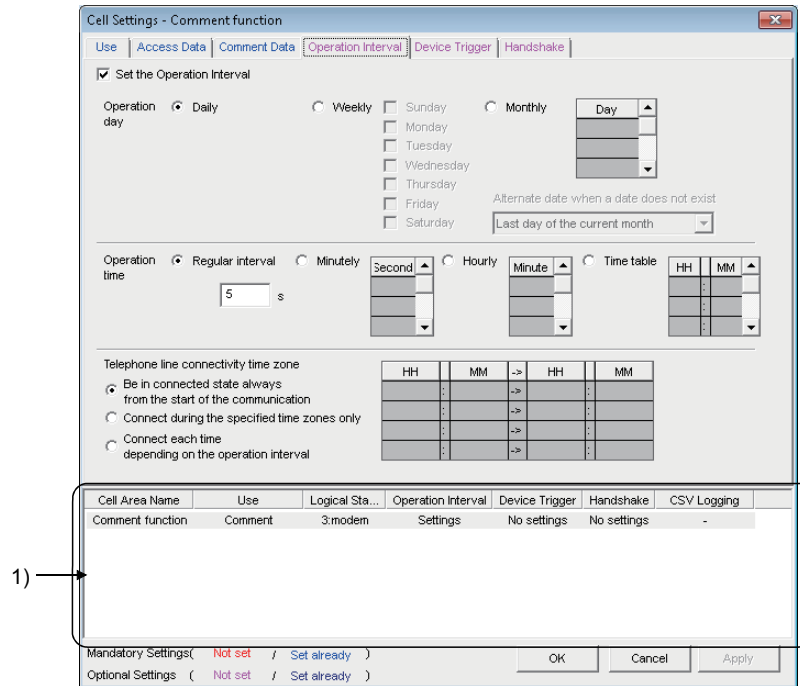 Cell Settings - Comment function
Use Access Data Comment Data Operation Interval Device Trigger Handshake
Set the Operation Interval
Operation day
Daily
Weekly
Sunday
Monday
Tuesday
Wednesday
Thursday
Friday
Saturday
Monthly
Day
Alternate date when a date does not exist
Last day of the current month
Operation time
Regular interval
5 s
Minutely
Second
Hourly
Minute
Time table
HH MM
:
:
:
Telephone line connectivity time zone
Be in connected state always
from the start of the communication
Connect during the specified time zones only
Connect each time
depending on the operation interval
HH MM -> HH MM
: -> :
: -> :
: -> :
: -> :
Cell Area Name Use Logical Sta... Operation Interval Device Trigger Handshake CSV Logging
Comment function Comment 3:modem Settings No settings No settings -
1)
Mandatory Settings( Not set / Set already )
Optional Settings ( Not set / Set already )
OK Cancel Apply